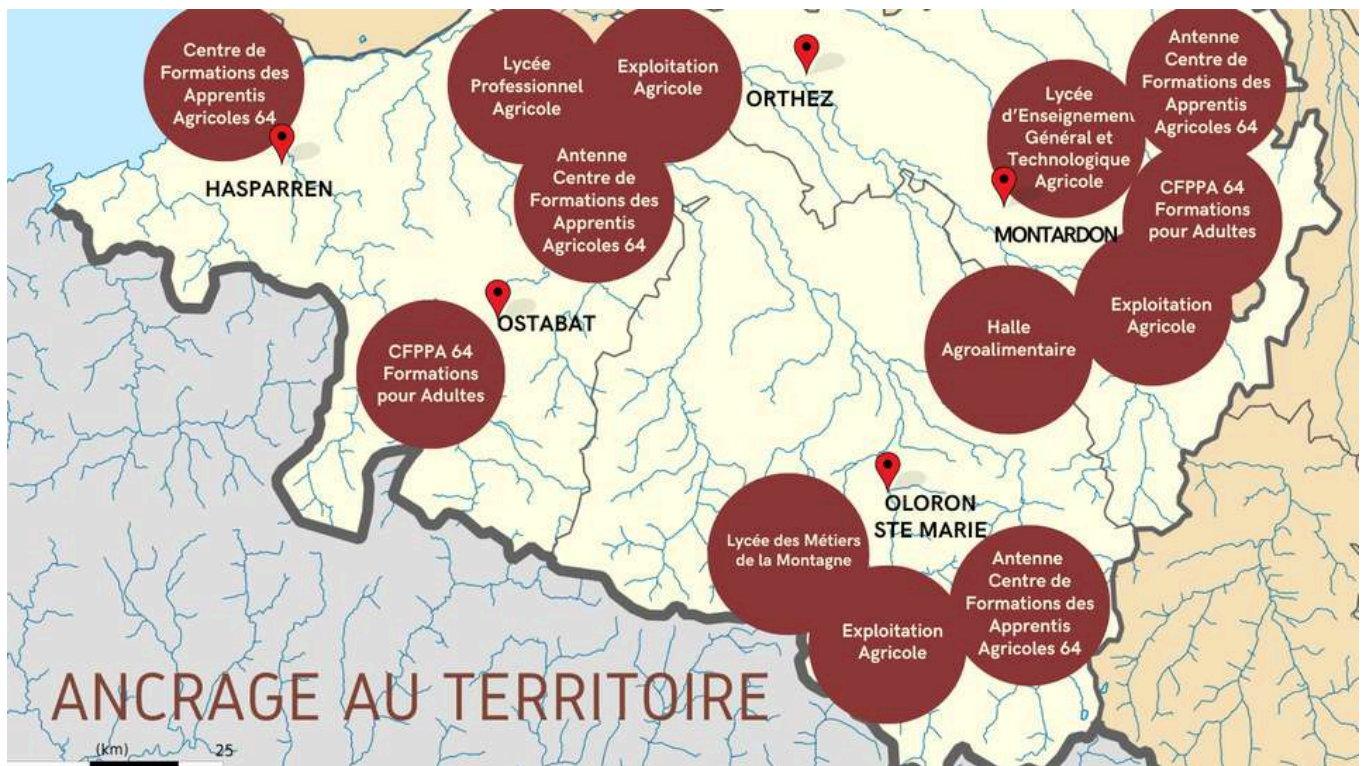 Centre de
Formations des
Apprentis
Agricoles 64
HASPARREN
Lycée
Professionnel
Agricole
Exploitation
Agricole
Antenne
Centre de
Formations des
Apprentis
Agricoles 64
ORTHEZ
Lycée
d'Enseignemen
Général et
Technologique
Agricole
Antenne
Centre de
Formations des
Apprentis
Agricoles 64
MONTARDON
CFPPA 64
Formations
pour Adultes
Exploitation
Agricole
Halle
Agroalimentaire
OSTABAT
CFPPA 64
Formations
pour Adultes
OLORON
STE MARIE
Lycée des Métiers
de la Montagne
Exploitation
Agricole
Antenne
Centre de
Formations des
Apprentis
Agricoles 64
ANCRAGE AU TERRITOIRE
(km) 25